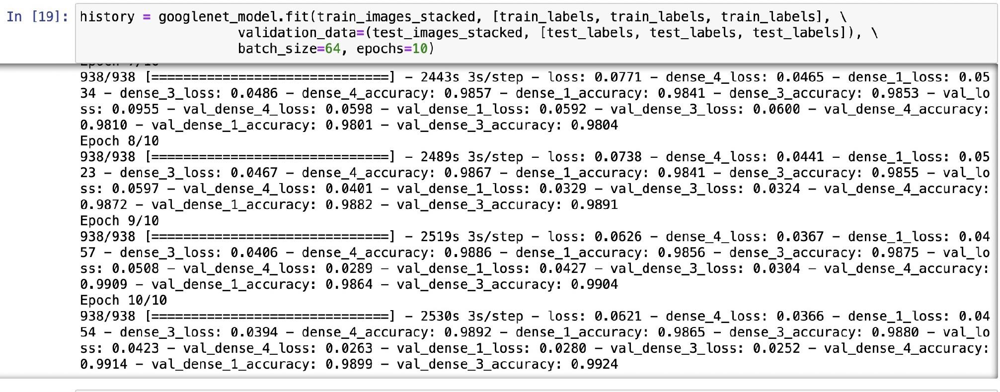 In [19]: history = googlenet_model.fit(train_images_stacked, [train_labels, train_labels, train_labels], \
validation_data=(test_images_stacked, [test_labels, test_labels, test_labels]), \
batch_size=64, epochs=10)
Epoch 7/10
938/938 [==============================] - 2443s 3s/step - loss: 0.0771 - dense_4_loss: 0.0465 - dense_1_loss: 0.05
34 - dense_3_loss: 0.0486 - dense_4_accuracy: 0.9857 - dense_1_accuracy: 0.9841 - dense_3_accuracy: 0.9853 - val_lo
ss: 0.0955 - val_dense_4_loss: 0.0598 - val_dense_1_loss: 0.0592 - val_dense_3_loss: 0.0600 - val_dense_4_accuracy:
0.9810 - val_dense_1_accuracy: 0.9801 - val_dense_3_accuracy: 0.9804
Epoch 8/10
938/938 [==============================] - 2489s 3s/step - loss: 0.0738 - dense_4_loss: 0.0441 - dense_1_loss: 0.05
23 - dense_3_loss: 0.0467 - dense_4_accuracy: 0.9867 - dense_1_accuracy: 0.9841 - dense_3_accuracy: 0.9855 - val_lo
ss: 0.0597 - val_dense_4_loss: 0.0401 - val_dense_1_loss: 0.0329 - val_dense_3_loss: 0.0324 - val_dense_4_accuracy:
0.9872 - val_dense_1_accuracy: 0.9882 - val_dense_3_accuracy: 0.9891
Epoch 9/10
938/938 [==============================] - 2519s 3s/step - loss: 0.0626 - dense_4_loss: 0.0367 - dense_1_loss: 0.04
57 - dense_3_loss: 0.0406 - dense_4_accuracy: 0.9886 - dense_1_accuracy: 0.9856 - dense_3_accuracy: 0.9875 - val_lo
ss: 0.0508 - val_dense_4_loss: 0.0289 - val_dense_1_loss: 0.0427 - val_dense_3_loss: 0.0304 - val_dense_4_accuracy:
0.9909 - val_dense_1_accuracy: 0.9864 - val_dense_3_accuracy: 0.9904
Epoch 10/10
938/938 [==============================] - 2530s 3s/step - loss: 0.0621 - dense_4_loss: 0.0366 - dense_1_loss: 0.04
54 - dense_3_loss: 0.0394 - dense_4_accuracy: 0.9892 - dense_1_accuracy: 0.9865 - dense_3_accuracy: 0.9880 - val_lo
ss: 0.0423 - val_dense_4_loss: 0.0263 - val_dense_1_loss: 0.0280 - val_dense_3_loss: 0.0252 - val_dense_4_accuracy:
0.9914 - val_dense_1_accuracy: 0.9899 - val_dense_3_accuracy: 0.9924